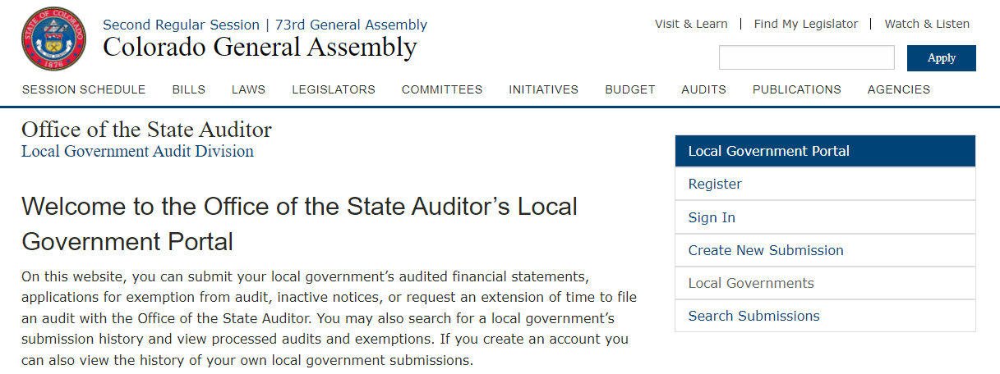 STATE OF COLORADO
1876
Second Regular Session | 73rd General Assembly
Colorado General Assembly
Visit & Learn | Find My Legislator | Watch & Listen
Apply
SESSION SCHEDULE BILLS LAWS LEGISLATORS COMMITTEES INITIATIVES BUDGET AUDITS PUBLICATIONS AGENCIES
Office of the State Auditor
Local Government Audit Division
Welcome to the Office of the State Auditor’s Local
Government Portal
On this website, you can submit your local government’s audited financial statements,
applications for exemption from audit, inactive notices, or request an extension of time to file
an audit with the Office of the State Auditor. You may also search for a local government’s
submission history and view processed audits and exemptions. If you create an account you
can also view the history of your own local government submissions.
Local Government Portal
Register
Sign In
Create New Submission
Local Governments
Search Submissions